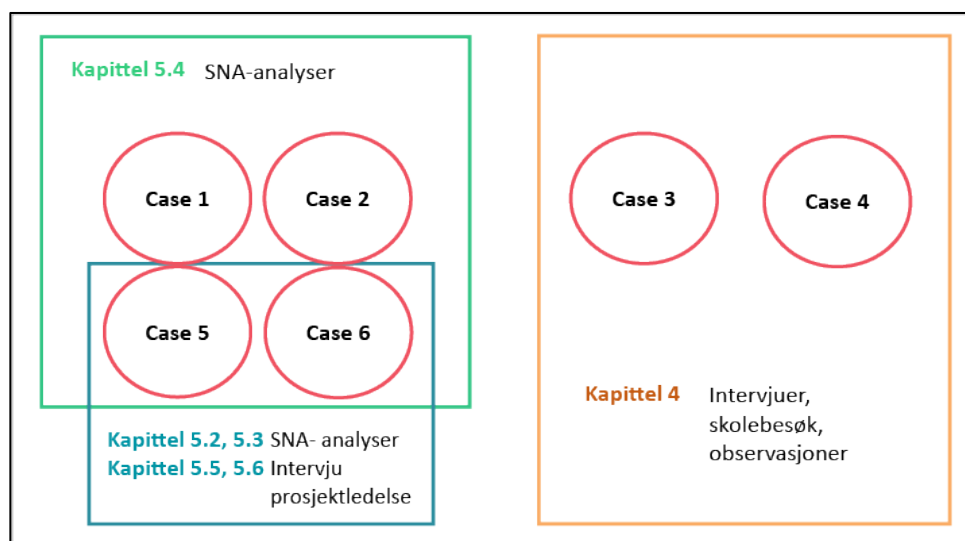 Kapittel 5.4 SNA-analyser
Case 1
Case 2
Case 3
Case 4
Case 5
Case 6
Kapittel 5.2, 5.3 SNA- analyser
Kapittel 5.5, 5.6 Intervju
prosjektledelse
Kapittel 4 Intervjuer,
skolebesøk,
observasjoner